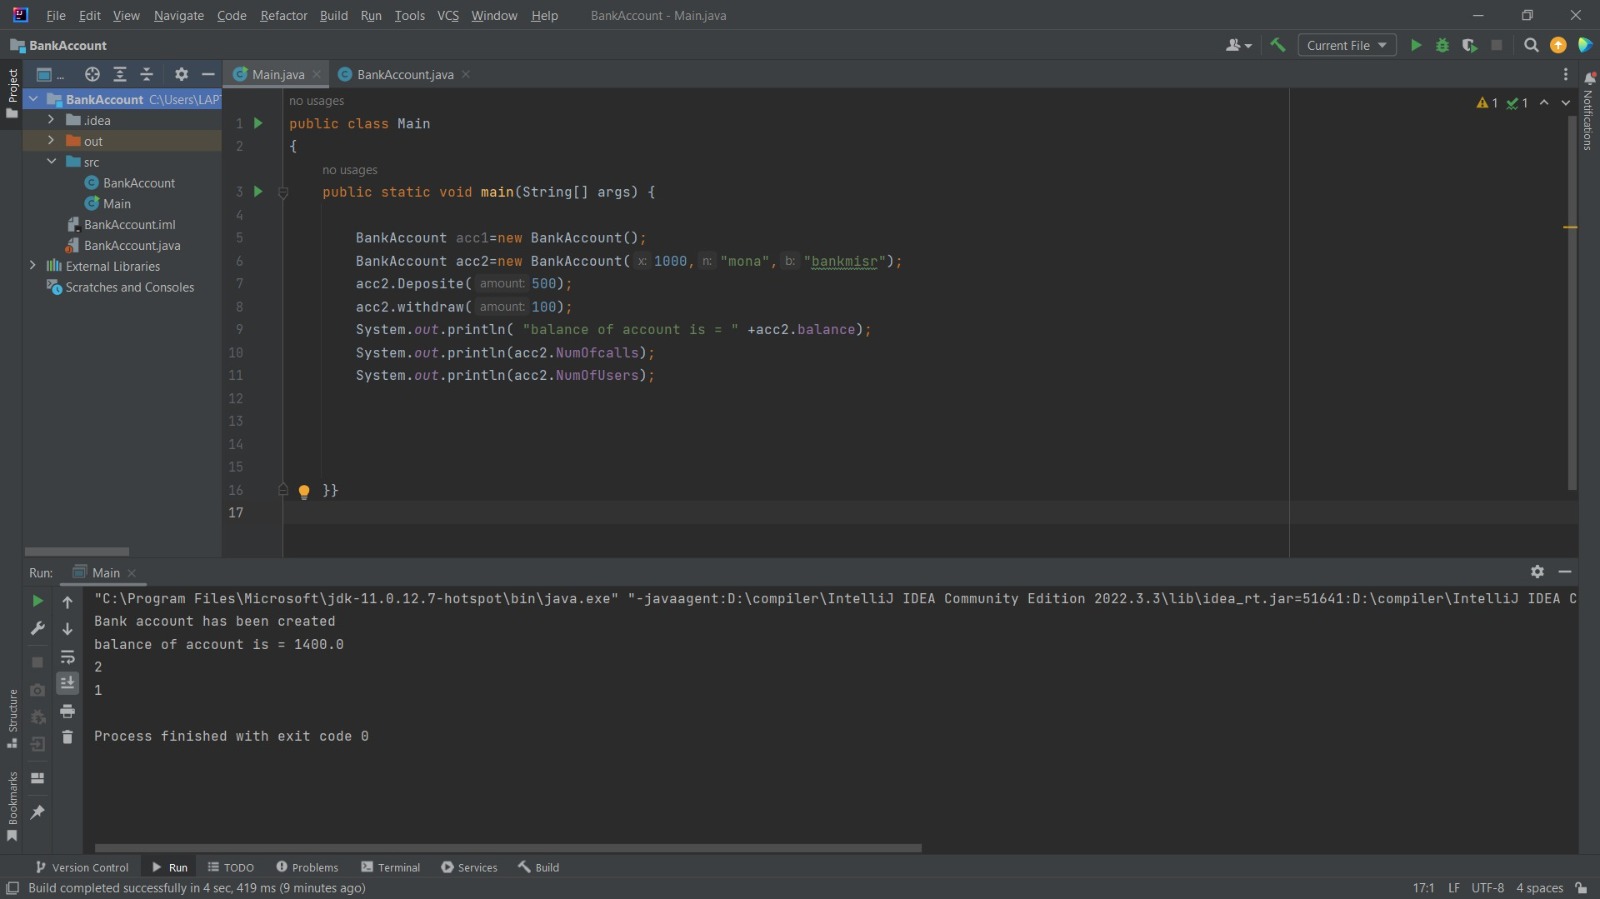 File Edit View Navigate Code Refactor Build Run Tools VCS Window Help BankAccount - Main.java
BankAccount
Current File
Project
...
Main.java
BankAccount.java
Notifications
BankAccount C:\Users\LAPT
.idea
out
src
BankAccount
Main
BankAccount.iml
BankAccount.java
External Libraries
Scratches and Consoles
1 1
no usages
1 public class Main
2 {
no usages
3 public static void main(String[] args) {
4
5 BankAccount acc1=new BankAccount();
6 BankAccount acc2=new BankAccount( x: 1000, n: "mona", b: "bankmisr");
7 acc2.Deposite( amount: 500);
8 acc2.withdraw( amount: 100);
9 System.out.println( "balance of account is = " +acc2.balance);
10 System.out.println(acc2.NumOfcalls);
11 System.out.println(acc2.NumOfUsers);
12
13
14
15
16 }}
17
Run: Main
"C:\Program Files\Microsoft\jdk-11.0.12.7-hotspot\bin\java.exe" "-javaagent:D:\compiler\IntelliJ IDEA Community Edition 2022.3.3\lib\idea_rt.jar=51641:D:\compiler\IntelliJ IDEA C
Bank account has been created
balance of account is = 1400.0
2
1
Process finished with exit code 0
Structure
Bookmarks
Version Control Run TODO Problems Terminal Services Build
Build completed successfully in 4 sec, 419 ms (9 minutes ago)
17:1 LF UTF-8 4 spaces